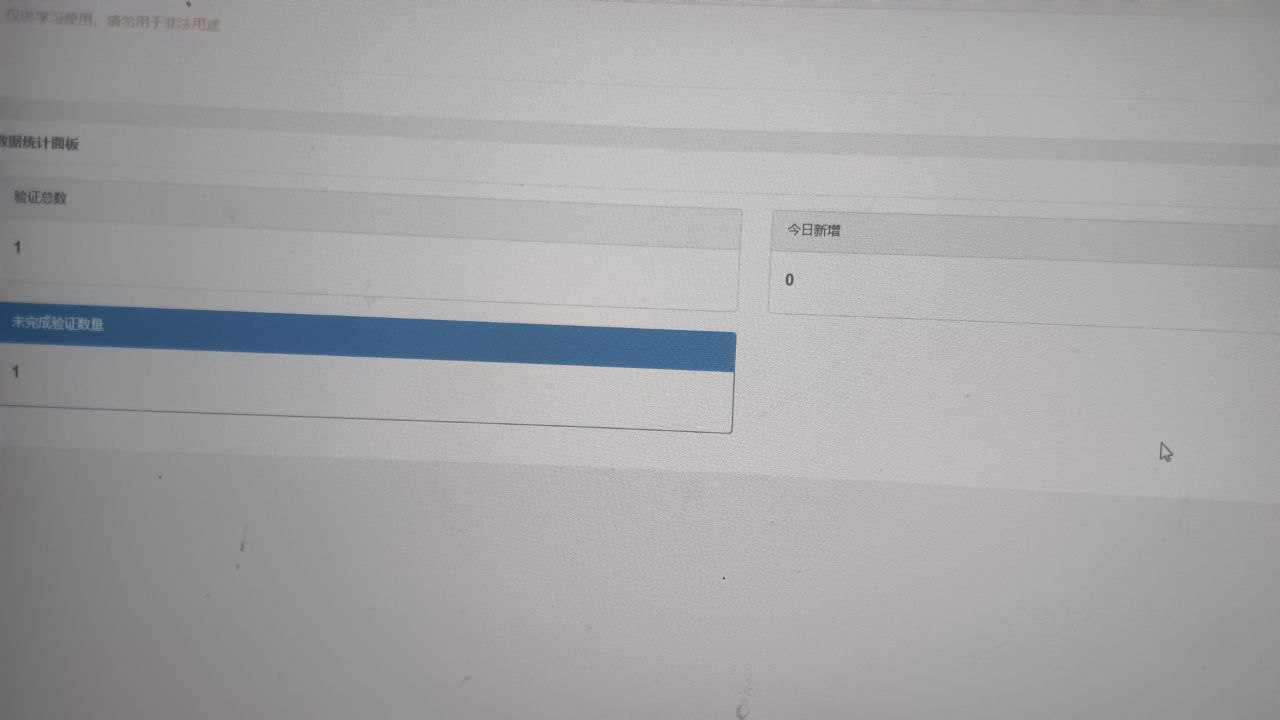 仅供学习使用，请勿用于非法用途
数据统计面板
验证总数
1
今日新增
0
未完成验证数量
1